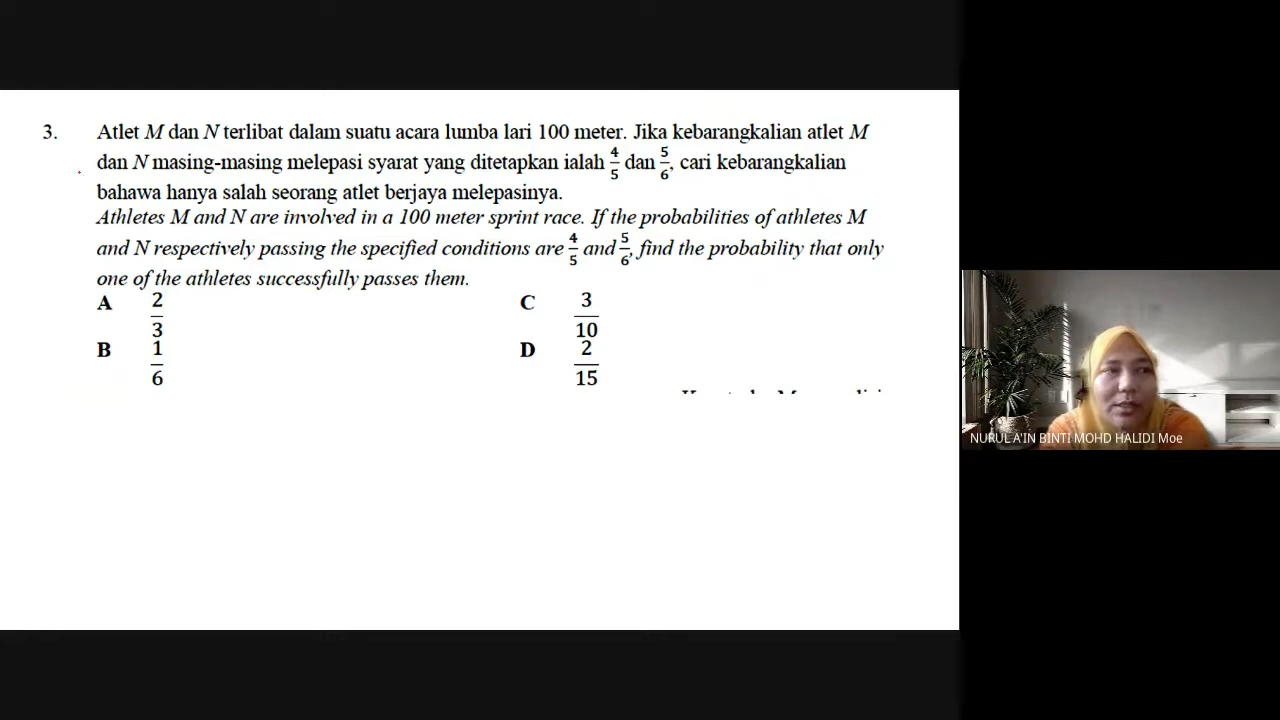 3. Atlet M dan N terlibat dalam suatu acara lumba lari 100 meter. Jika kebarangkalian atlet M
dan N masing-masing melepasi syarat yang ditetapkan ialah 4/5 dan 5/6, cari kebarangkalian
bahawa hanya salah seorang atlet berjaya melepasinya.
Athletes M and N are involved in a 100 meter sprint race. If the probabilities of athletes M
and N respectively passing the specified conditions are 4/5 and 5/6, find the probability that only
one of the athletes successfully passes them.
A 2/3
B 1/6
C 3/10
D 2/15
NURUL A'IN BINTI MOHD HALIDI Moe